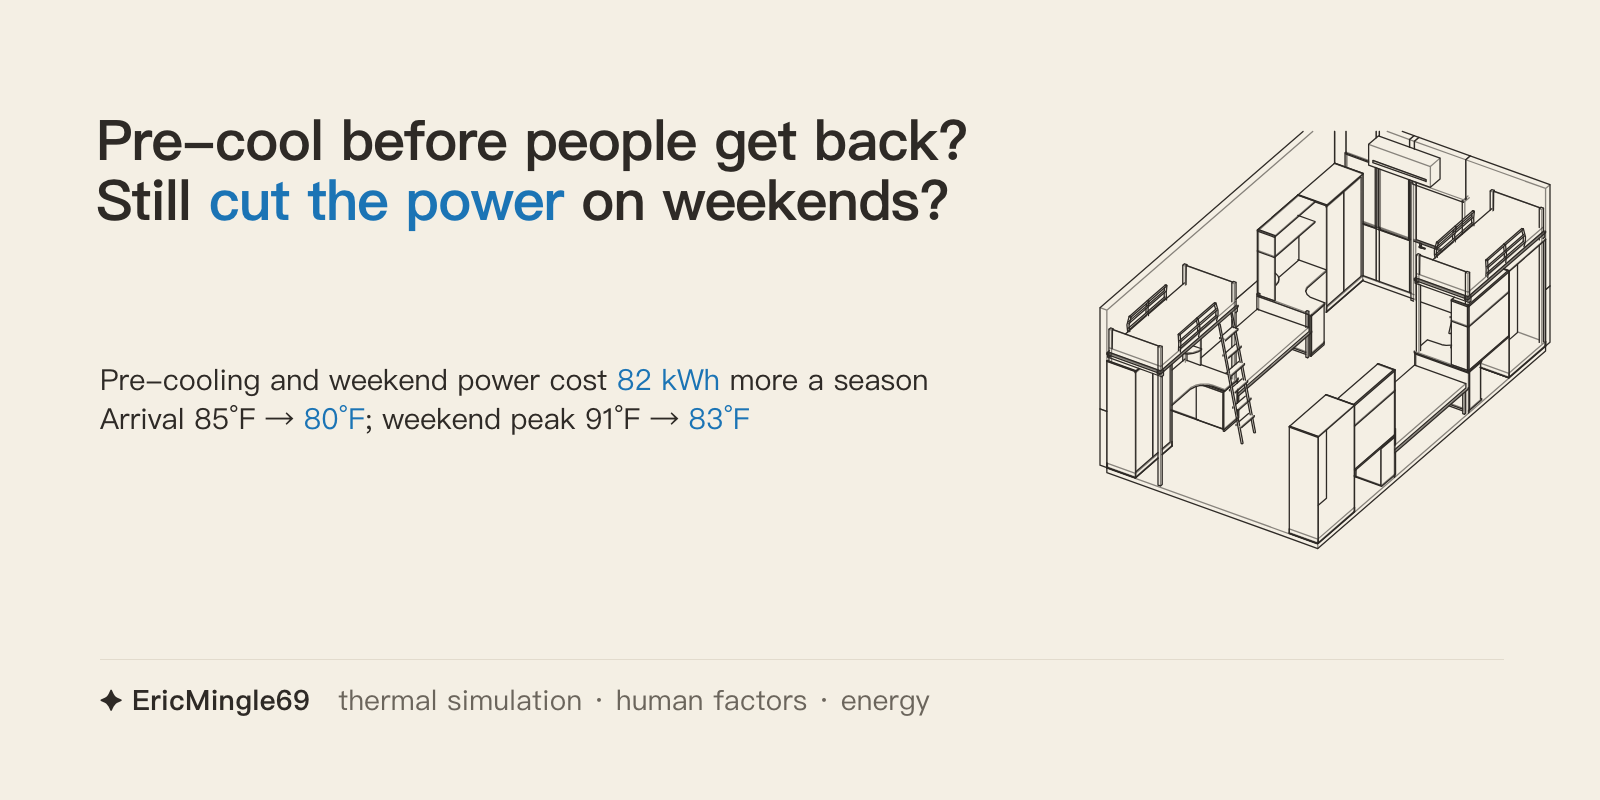 Pre–cool before people get back?
Still cut the power on weekends?
Pre–cooling and weekend power cost 82 kWh more a season
Arrival 85°F → 80°F; weekend peak 91°F → 83°F
✦ EricMingle69 thermal simulation · human factors · energy